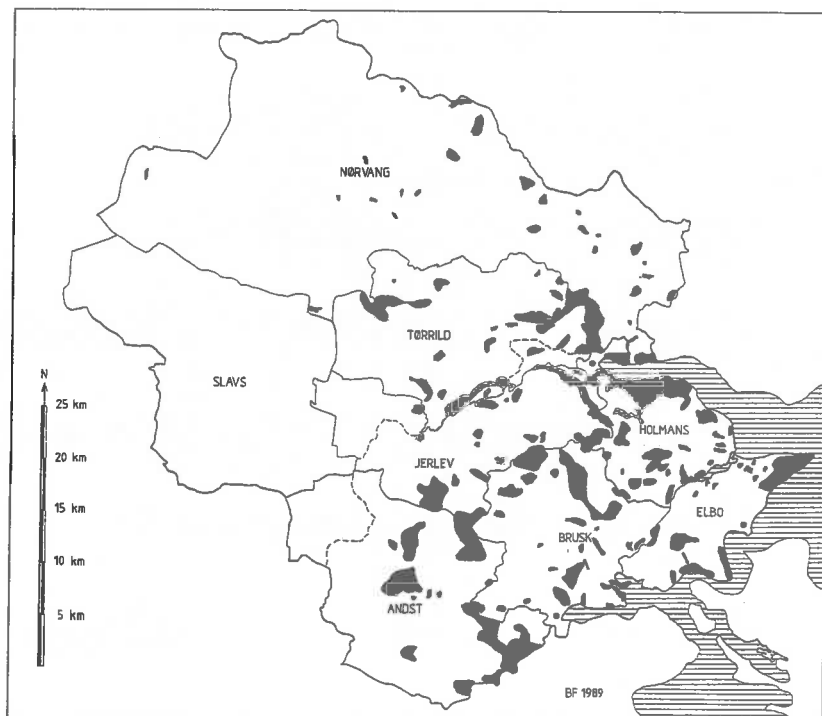 NØRVANG
TØRRILD
SLAVS
HOLMANS
JERLEV
ELBO
BRUSK
ANDST
N
25 km
20 km
15 km
10 km
5 km
BF 1989